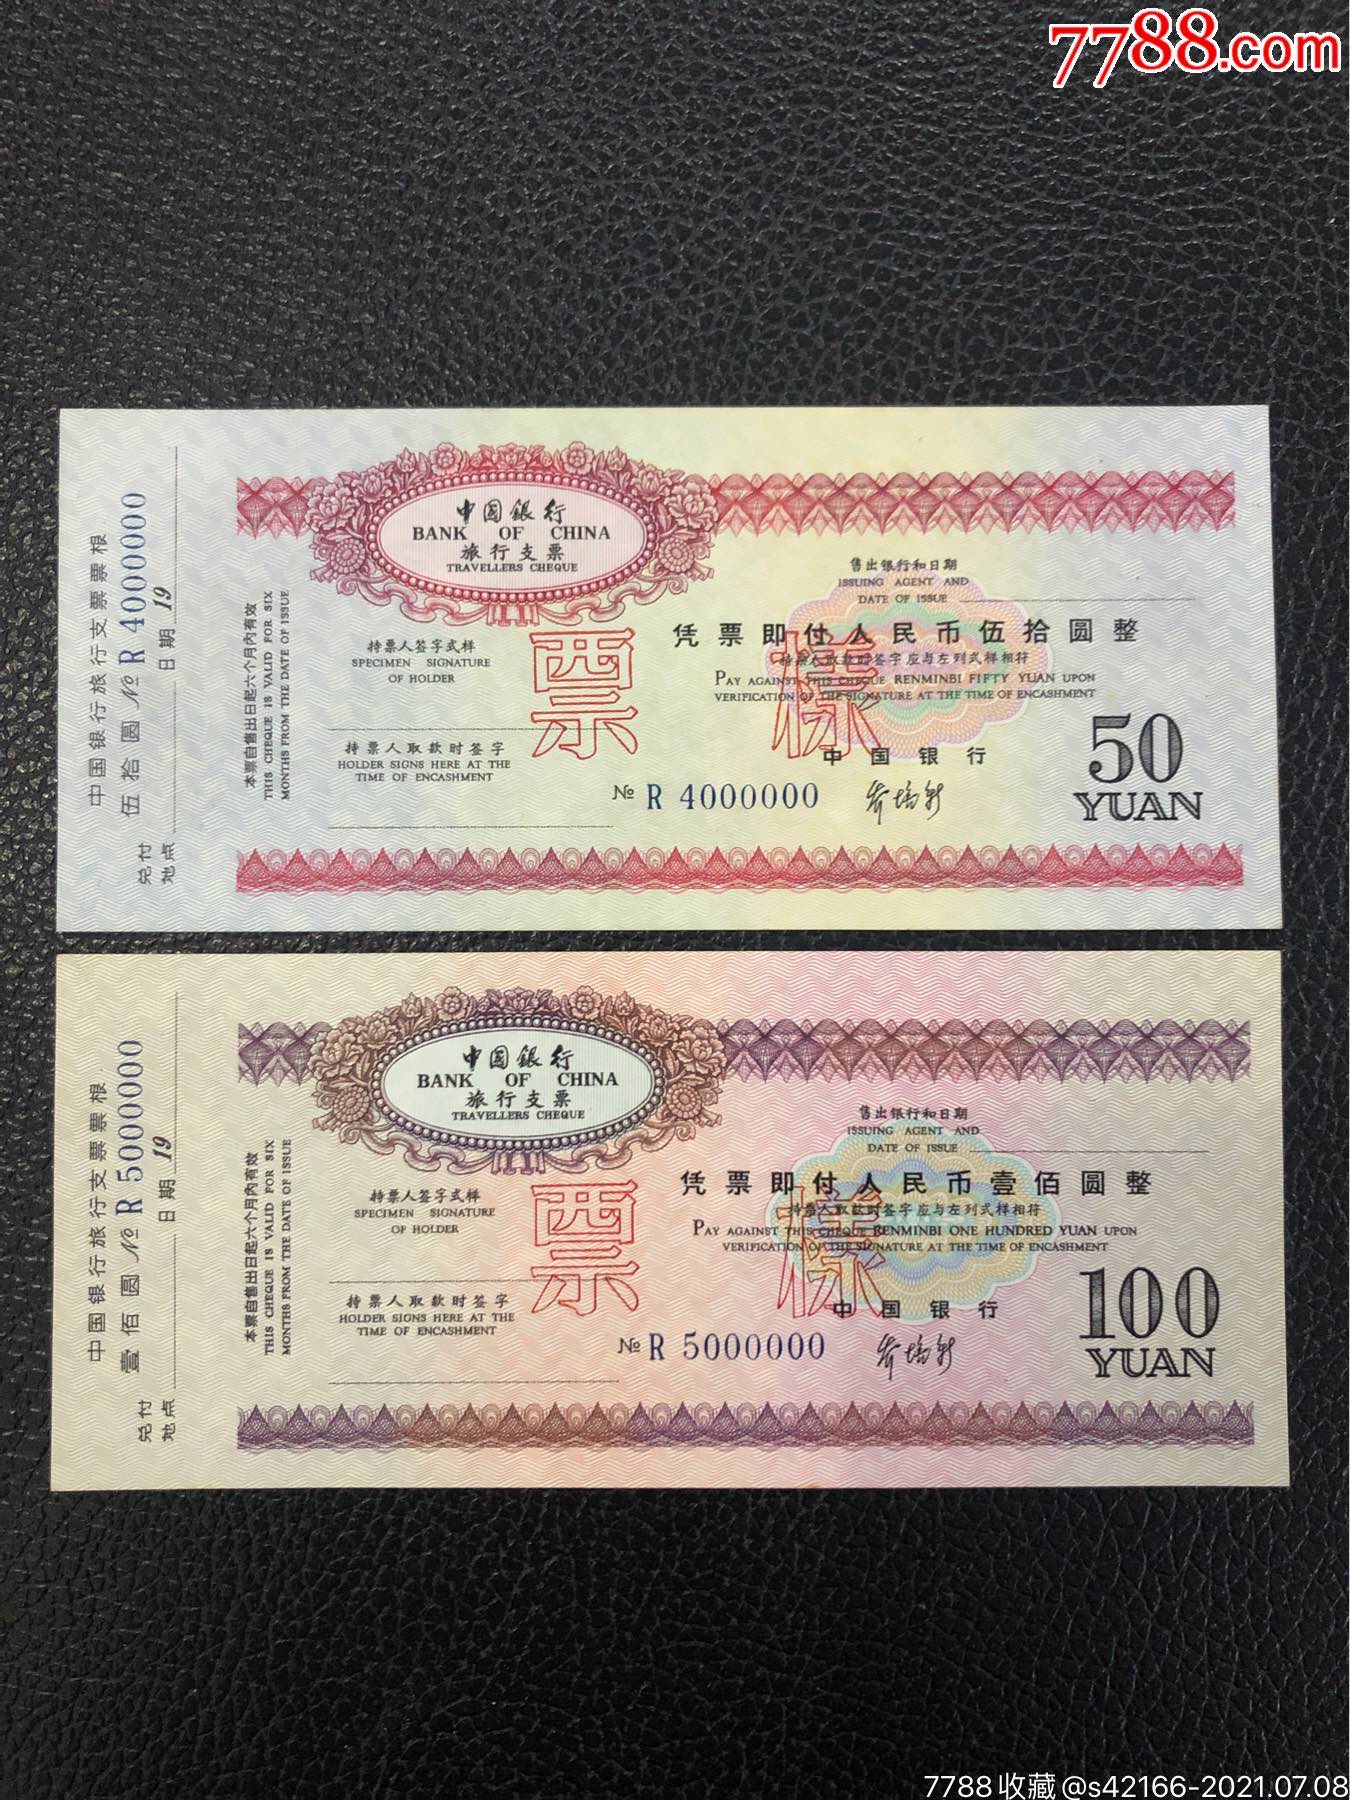 7788.com
中国银行旅行支票票根
伍拾圆 № R 4000000
兑付地点
日期 19
本票自售出日起六个月内有效
THIS CHEQUE IS VALID FOR SIX
MONTHS FROM THE DATE OF ISSUE
中國銀行
BANK OF CHINA
旅行支票
TRAVELLERS CHEQUE
售出银行和日期
ISSUING AGENT AND
DATE OF ISSUE
持票人签字式样
SPECIMEN SIGNATURE
OF HOLDER
票樣
凭票即付人民币伍拾圆整
持票人取款时签字应与左列式样相符
PAY AGAINST THIS CHEQUE RENMINBI FIFTY YUAN UPON
VERIFICATION OF THE SIGNATURE AT THE TIME OF ENCASHMENT
持票人取款时签字
HOLDER SIGNS HERE AT THE
TIME OF ENCASHMENT
中国银行
№ R 4000000
50
YUAN
中国银行旅行支票票根
壹佰圆 № R 5000000
兑付地点
日期 19
本票自售出日起六个月内有效
THIS CHEQUE IS VALID FOR SIX
MONTHS FROM THE DATE OF ISSUE
中國銀行
BANK OF CHINA
旅行支票
TRAVELLERS CHEQUE
售出银行和日期
ISSUING AGENT AND
DATE OF ISSUE
持票人签字式样
SPECIMEN SIGNATURE
OF HOLDER
票樣
凭票即付人民币壹佰圆整
持票人取款时签字应与左列式样相符
PAY AGAINST THIS CHEQUE RENMINBI ONE HUNDRED YUAN UPON
VERIFICATION OF THE SIGNATURE AT THE TIME OF ENCASHMENT
持票人取款时签字
HOLDER SIGNS HERE AT THE
TIME OF ENCASHMENT
中国银行
№ R 5000000
100
YUAN
7788收藏@s42166-2021.07.08